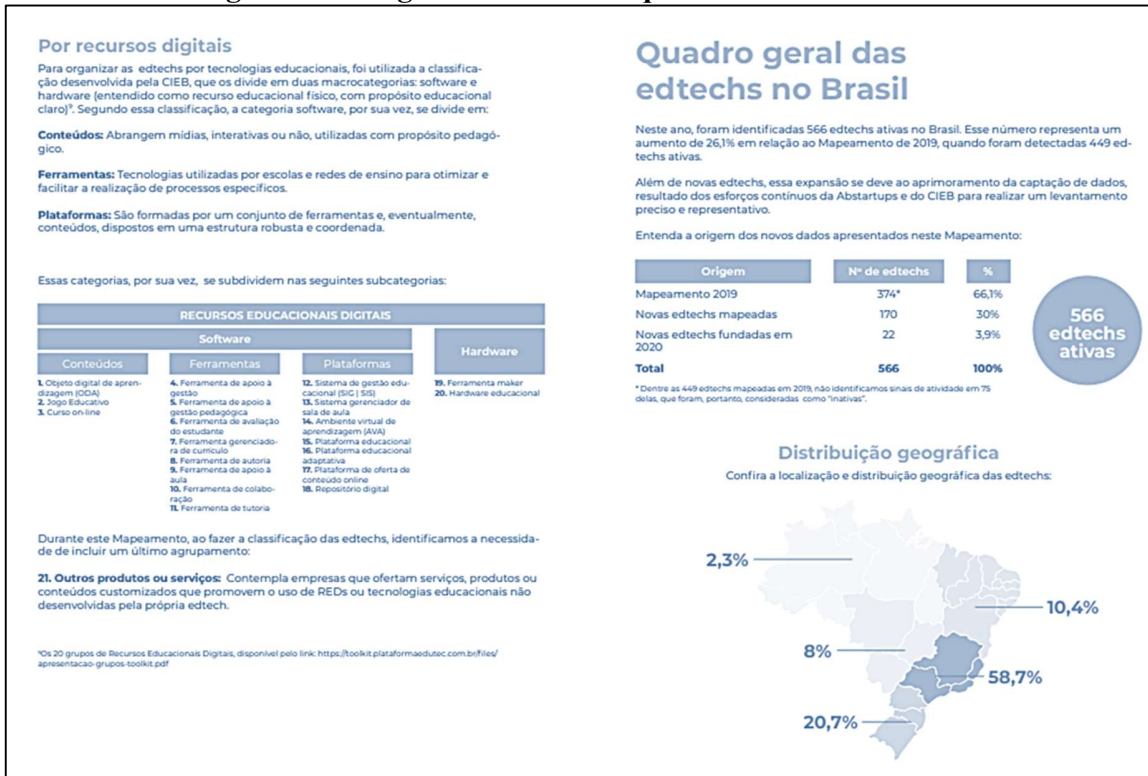 Por recursos digitais
Para organizar as edtechs por tecnologias educacionais, foi utilizada a classifica-
ção desenvolvida pela CIEB, que os divide em duas macrocategorias: software e
hardware (entendido como recurso educacional físico, com propósito educacional
claro)⁹. Segundo essa classificação, a categoria software, por sua vez, se divide em:
Conteúdos: Abrangem mídias, interativas ou não, utilizadas com propósito pedagó-
gico.
Ferramentas: Tecnologias utilizadas por escolas e redes de ensino para otimizar e
facilitar a realização de processos específicos.
Plataformas: São formadas por um conjunto de ferramentas e, eventualmente,
conteúdos, dispostos em uma estrutura robusta e coordenada.
Essas categorias, por sua vez, se subdividem nas seguintes subcategorias:
RECURSOS EDUCACIONAIS DIGITAIS
Software
Hardware
Conteúdos
Ferramentas
Plataformas
1. Objeto digital de apren-
dizagem (ODA)
2. Jogo Educativo
3. Curso on-line
4. Ferramenta de apoio à
gestão
5. Ferramenta de apoio à
gestão pedagógica
6. Ferramenta de avaliação
do estudante
7. Ferramenta gerenciado-
ra de currículo
8. Ferramenta de autoria
9. Ferramenta de apoio à
aula
10. Ferramenta de colabo-
ração
11. Ferramenta de tutoria
12. Sistema de gestão edu-
cacional (SIG | SIS)
13. Sistema gerenciador de
sala de aula
14. Ambiente virtual de
aprendizagem (AVA)
15. Plataforma educacional
16. Plataforma educacional
adaptativa
17. Plataforma de oferta de
conteúdo online
18. Repositório digital
19. Ferramenta maker
20. Hardware educacional
Durante este Mapeamento, ao fazer a classificação das edtechs, identificamos a necessida-
de de incluir um último agrupamento:
21. Outros produtos ou serviços: Contempla empresas que ofertam serviços, produtos ou
conteúdos customizados que promovem o uso de REDs ou tecnologias educacionais não
desenvolvidas pela própria edtech.
⁹Os 20 grupos de Recursos Educacionais Digitais, disponível pelo link: https://toolkit.plataformaedutec.com.br/files/
apresentacao-grupos-toolkit.pdf
Quadro geral das
edtechs no Brasil
Neste ano, foram identificadas 566 edtechs ativas no Brasil. Esse número representa um
aumento de 26,1% em relação ao Mapeamento de 2019, quando foram detectadas 449 ed-
techs ativas.
Além de novas edtechs, essa expansão se deve ao aprimoramento da captação de dados,
resultado dos esforços contínuos da Abstartups e do CIEB para realizar um levantamento
preciso e representativo.
Entenda a origem dos novos dados apresentados neste Mapeamento:
Origem Nº de edtechs %
Mapeamento 2019 374* 66,1%
Novas edtechs mapeadas 170 30%
Novas edtechs fundadas em 22 3,9%
2020
Total 566 100%
566
edtechs
ativas
* Dentre as 449 edtechs mapeadas em 2019, não identificamos sinais de atividade em 75
delas, que foram, portanto, consideradas como "inativas".
Distribuição geográfica
Confira a localização e distribuição geográfica das edtechs:
2,3%
10,4%
8%
58,7%
20,7%